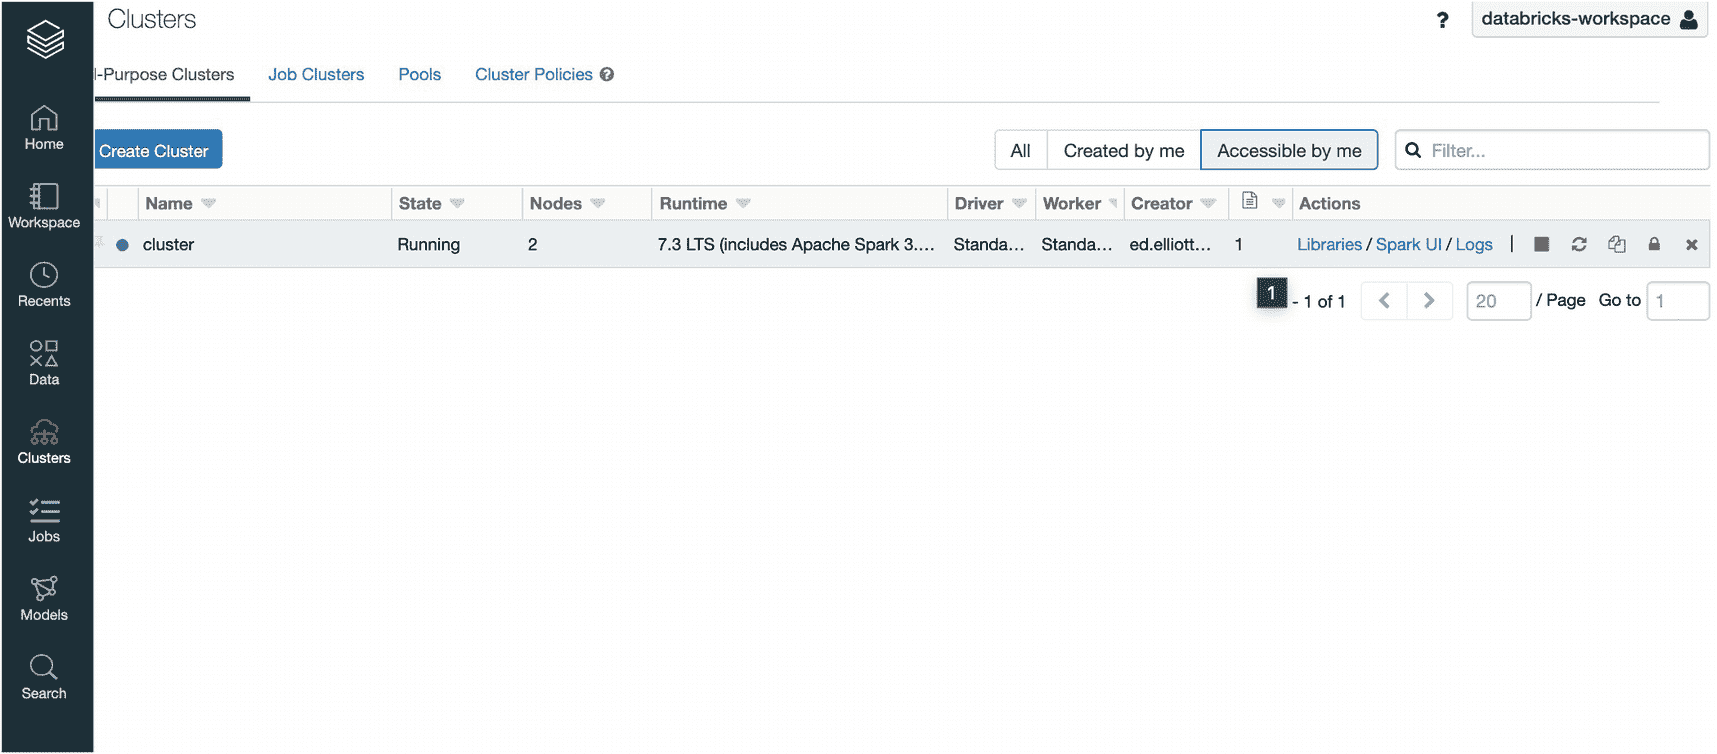 Clusters
? databricks-workspace
l-Purpose Clusters Job Clusters Pools Cluster Policies ?
Home
Create Cluster All Created by me Accessible by me Filter...
Workspace
Name State Nodes Runtime Driver Worker Creator Actions
cluster Running 2 7.3 LTS (includes Apache Spark 3.... Standa... Standa... ed.elliott... 1 Libraries / Spark UI / Logs |
Recents
1 - 1 of 1 20 / Page Go to 1
Data
Clusters
Jobs
Models
Search